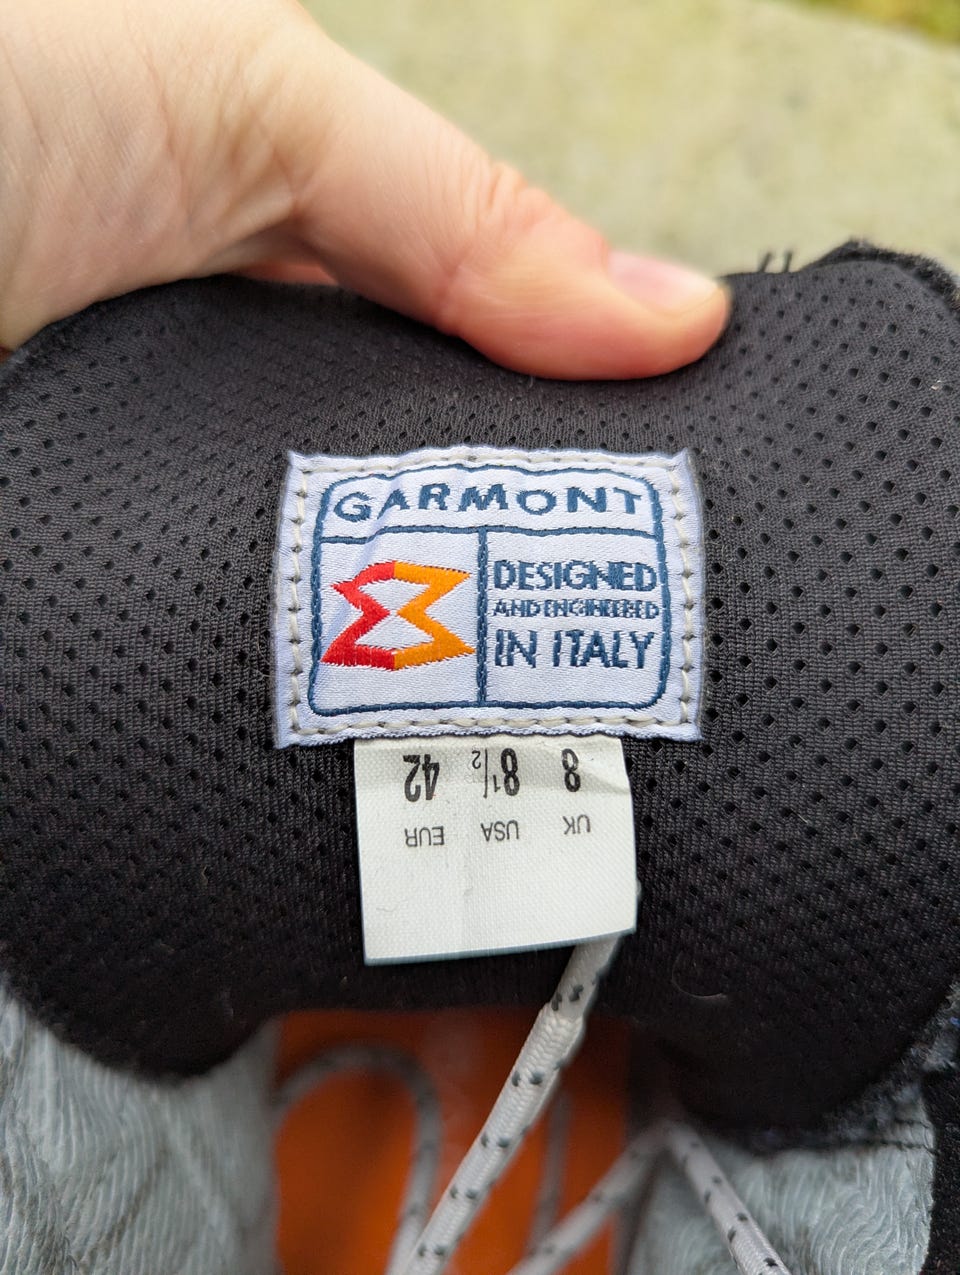 GARMONT
DESIGNED
AND ENGINEERED
IN ITALY
UK USA EUR
8 8½ 42